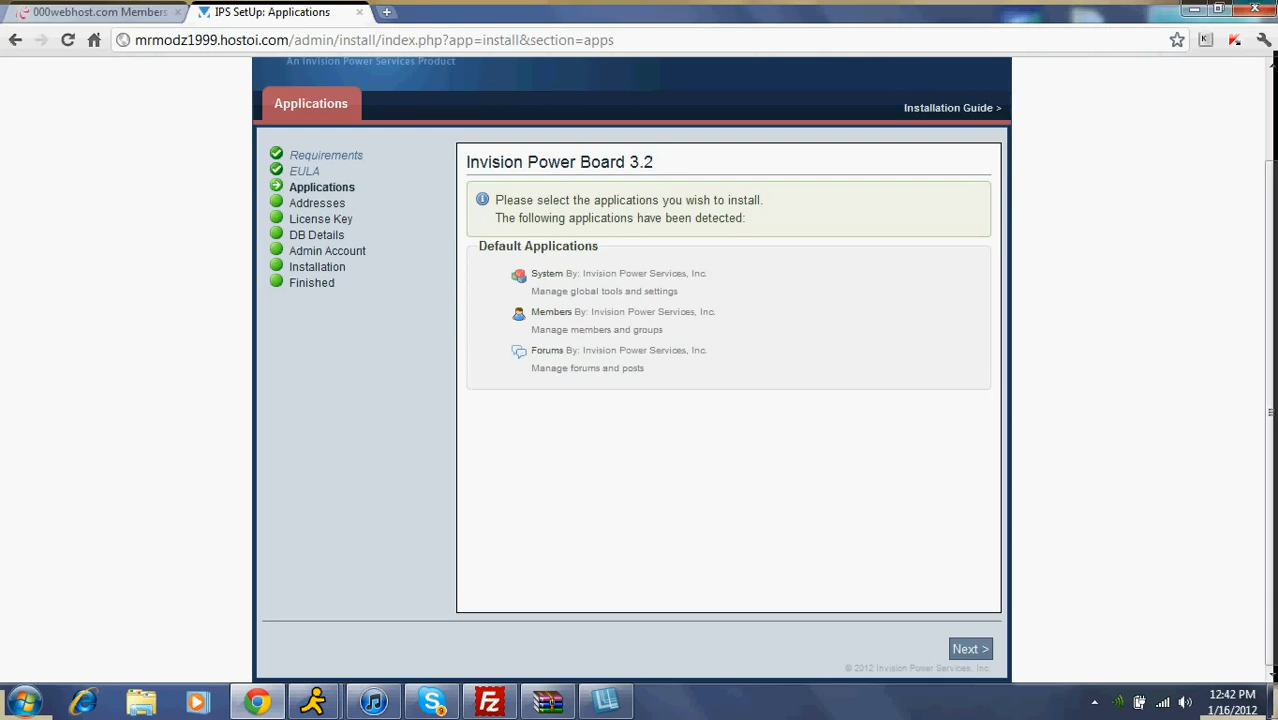 000webhost.com Members
IPS SetUp: Applications
mrmodz1999.hostoi.com/admin/install/index.php?app=install&section=apps
An Invision Power Services Product
Applications
Installation Guide >
Requirements
EULA
Applications
Addresses
License Key
DB Details
Admin Account
Installation
Finished
Invision Power Board 3.2
Please select the applications you wish to install.
The following applications have been detected:
Default Applications
System By: Invision Power Services, Inc.
Manage global tools and settings
Members By: Invision Power Services, Inc.
Manage members and groups
Forums By: Invision Power Services, Inc.
Manage forums and posts
Next >
© 2012 Invision Power Services, Inc.
12:42 PM
1/16/2012